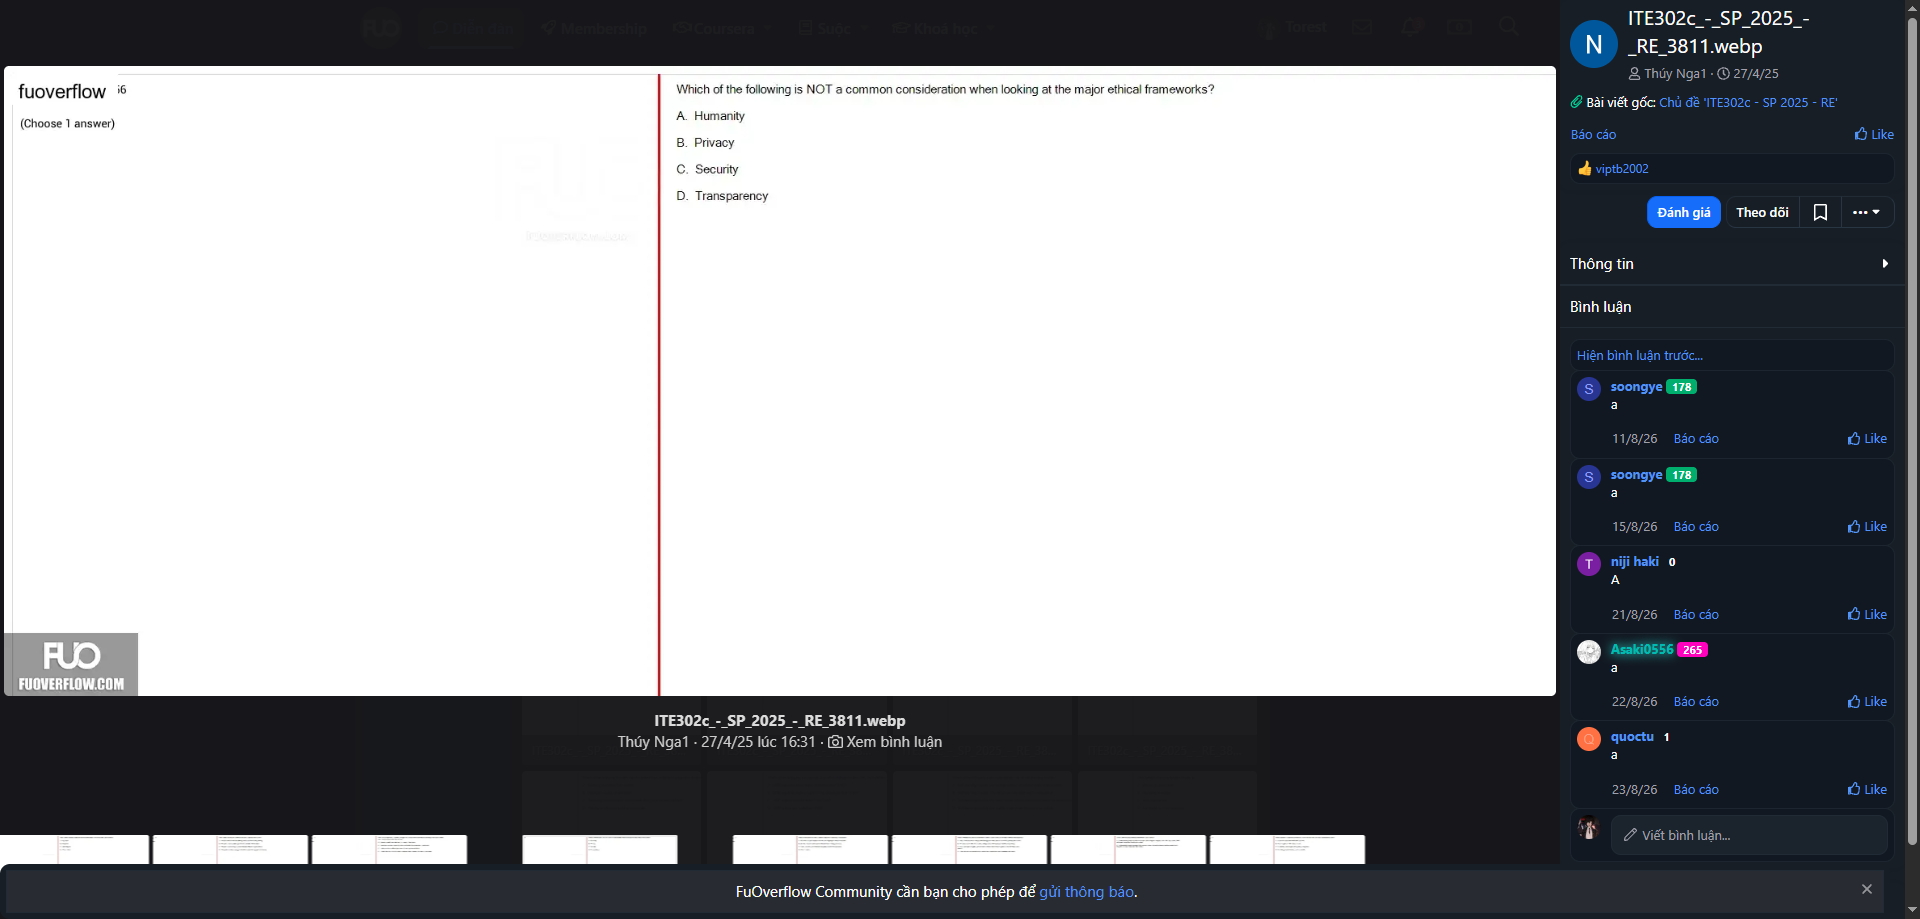 Membership
Coursera
Torest
fuoverflow 56
(Choose 1 answer)
Which of the following is NOT a common consideration when looking at the major ethical frameworks?
A. Humanity
B. Privacy
C. Security
D. Transparency
FUO
FUOVERFLOW.COM
ITE302c_-_SP_2025_-_RE_3811.webp
Thúy Nga1 · 27/4/25 lúc 16:31 · Xem bình luận
N
ITE302c_-_SP_2025_-
_RE_3811.webp
Thúy Nga1 · 27/4/25
Bài viết gốc: Chủ đề 'ITE302c - SP 2025 - RE'
Báo cáo Like
viptb2002
Đánh giá Theo dõi
Thông tin
Bình luận
Hiện bình luận trước...
S soongye 178
a
11/8/26 Báo cáo Like
S soongye 178
a
15/8/26 Báo cáo Like
T niji haki 0
A
21/8/26 Báo cáo Like
Asaki0556 265
a
22/8/26 Báo cáo Like
Q quoctu 1
a
23/8/26 Báo cáo Like
Viết bình luận...
FuOverflow Community cần bạn cho phép để gửi thông báo.